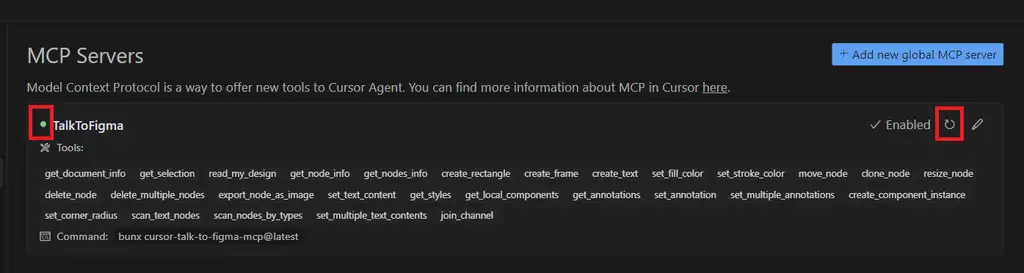 MCP Servers
+ Add new global MCP server
Model Context Protocol is a way to offer new tools to Cursor Agent. You can find more information about MCP in Cursor here.
TalkToFigma
Enabled
Tools:
get_document_info get_selection read_my_design get_node_info get_nodes_info create_rectangle create_frame create_text set_fill_color set_stroke_color move_node clone_node resize_node
delete_node delete_multiple_nodes export_node_as_image set_text_content get_styles get_local_components get_annotations set_annotation set_multiple_annotations create_component_instance
set_corner_radius scan_text_nodes scan_nodes_by_types set_multiple_text_contents join_channel
Command: bunx cursor-talk-to-figma-mcp@latest